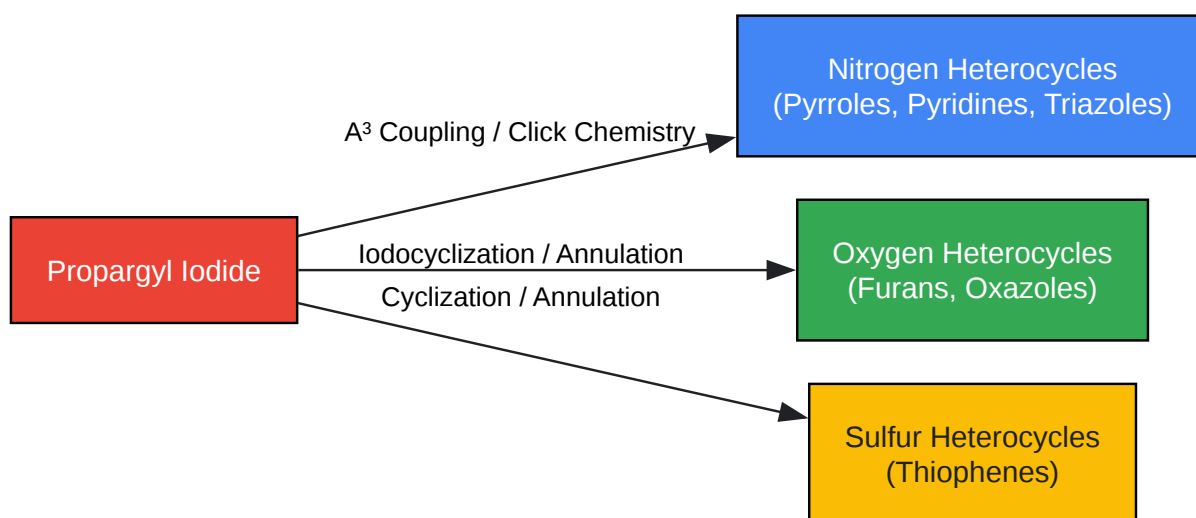 Nitrogen Heterocycles
(Pyrroles, Pyridines, Triazoles)
A³ Coupling / Click Chemistry
Propargyl Iodide
Iodocyclization / Annulation
Oxygen Heterocycles
(Furans, Oxazoles)
Cyclization / Annulation
Sulfur Heterocycles
(Thiophenes)